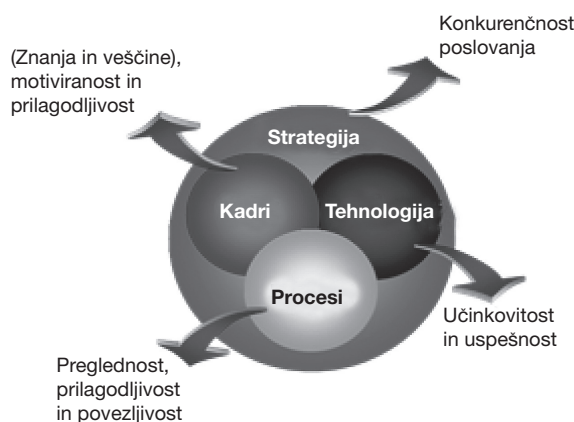 Konkurenčnost
poslovanja
(Znanja in veščine),
motiviranost in
prilagodljivost
Strategija
Kadri
Tehnologija
Procesi
Učinkovitost
in uspešnost
Preglednost,
prilagodljivost
in povezljivost